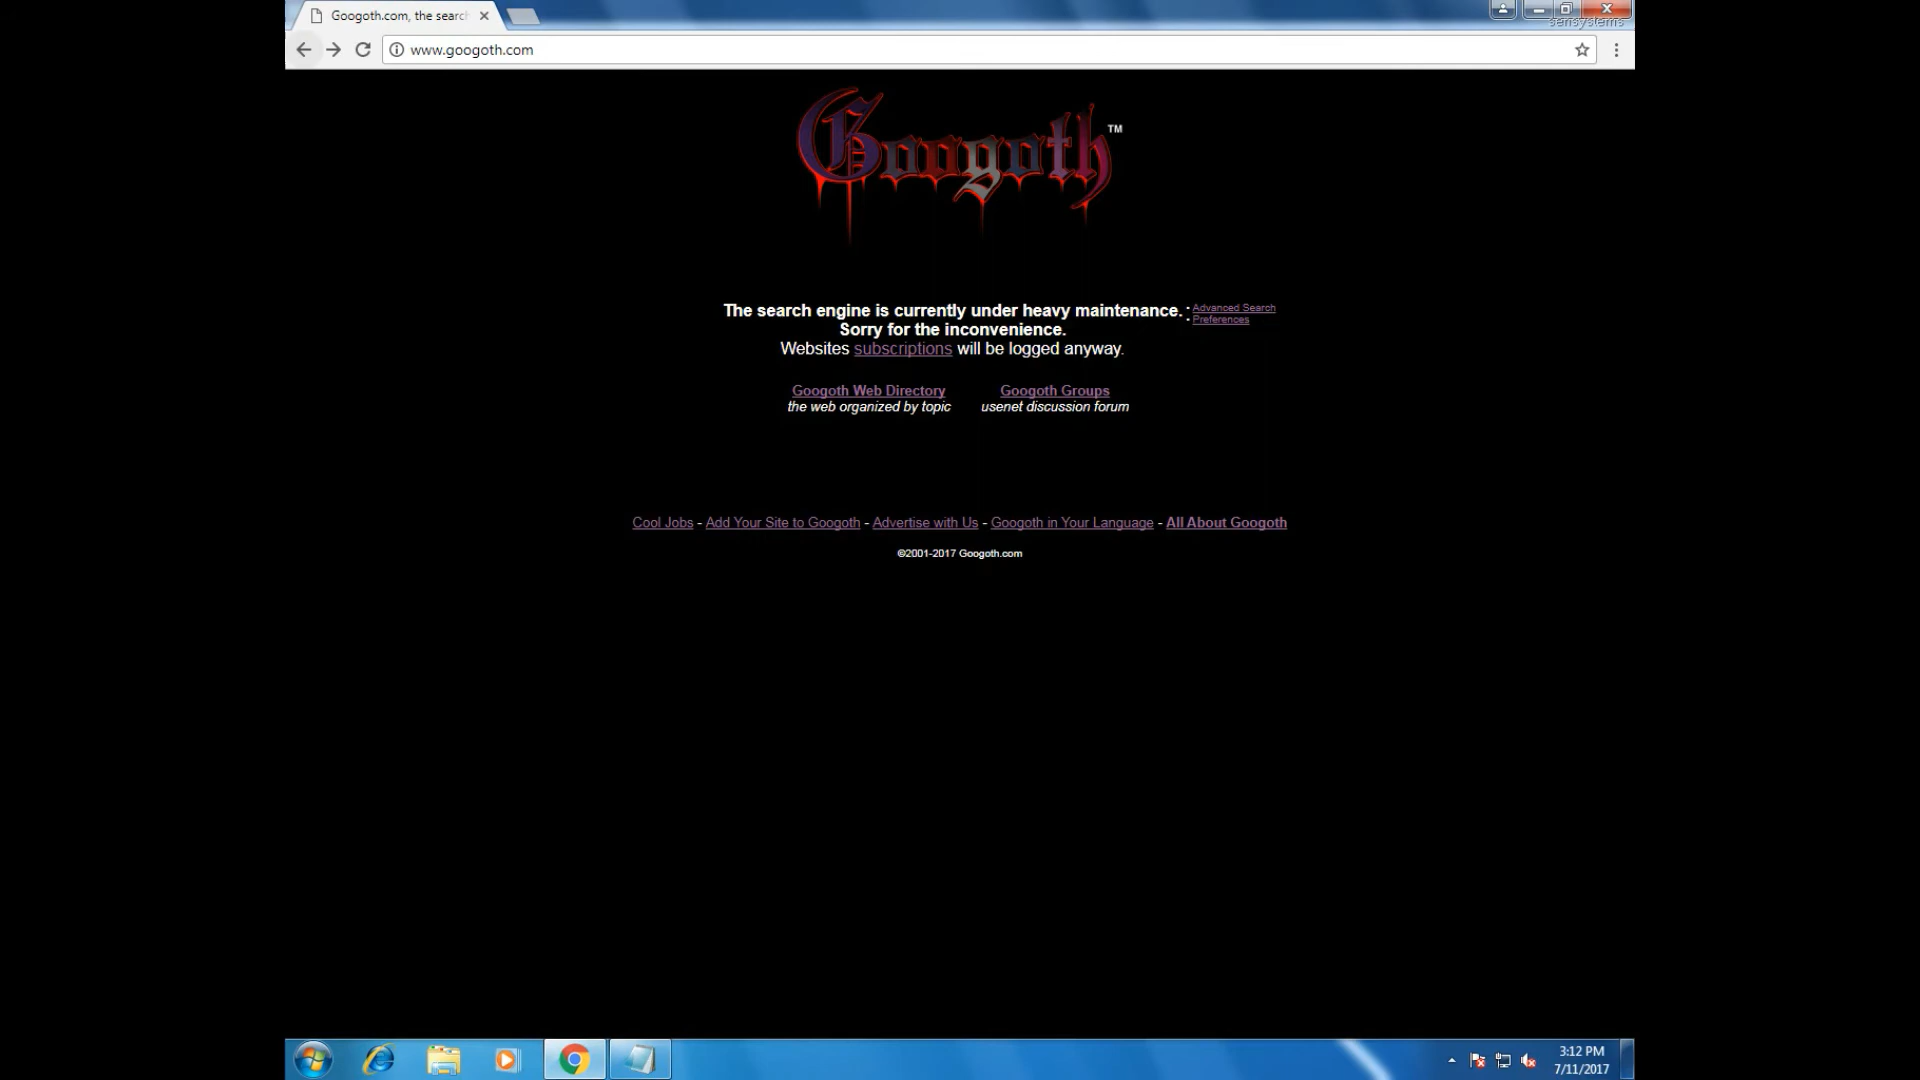 Googoth.com, the search
sensystems
www.googoth.com
Googoth™
The search engine is currently under heavy maintenance. :
Advanced Search
Sorry for the inconvenience.
Preferences
Websites subscriptions will be logged anyway.
Googoth Web Directory Googoth Groups
the web organized by topic usenet discussion forum
Cool Jobs - Add Your Site to Googoth - Advertise with Us - Googoth in Your Language - All About Googoth
©2001-2017 Googoth.com
3:12 PM
7/11/2017